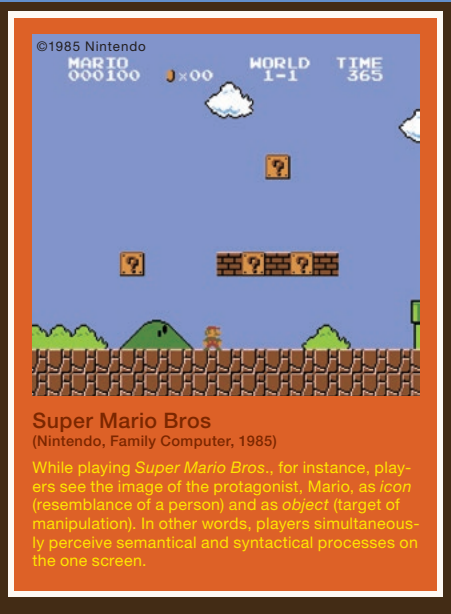 ©1985 Nintendo
MARIO WORLD TIME
000100 ×00 1-1 365
?
? ? ?
Super Mario Bros
(Nintendo, Family Computer, 1985)
While playing Super Mario Bros., for instance, play-
ers see the image of the protagonist, Mario, as icon
(resemblance of a person) and as object (target of
manipulation). In other words, players simultaneous-
ly perceive semantical and syntactical processes on
the one screen.